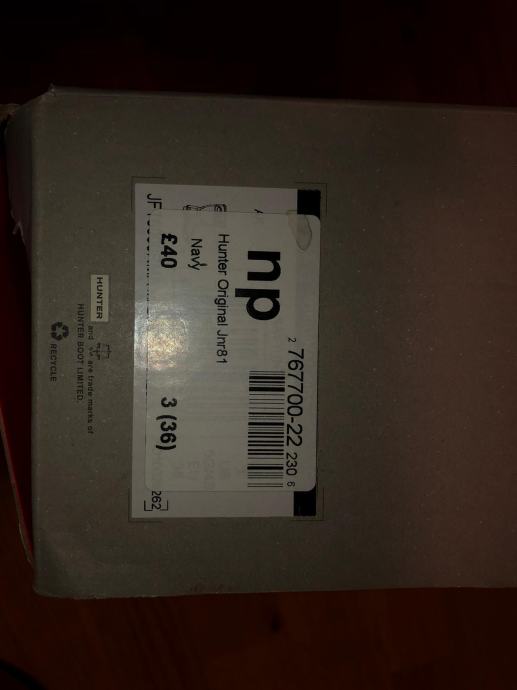 np
2 767700-22 230 6
Hunter Original Jnr81
Navy
£40
3 (36)
262
HUNTER
and are trade marks of
HUNTER BOOT LIMITED.
RECYCLE